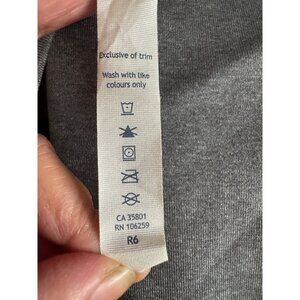 Exclusive of trim
Wash with like
colours only
CA 35801
RN 106259
R6